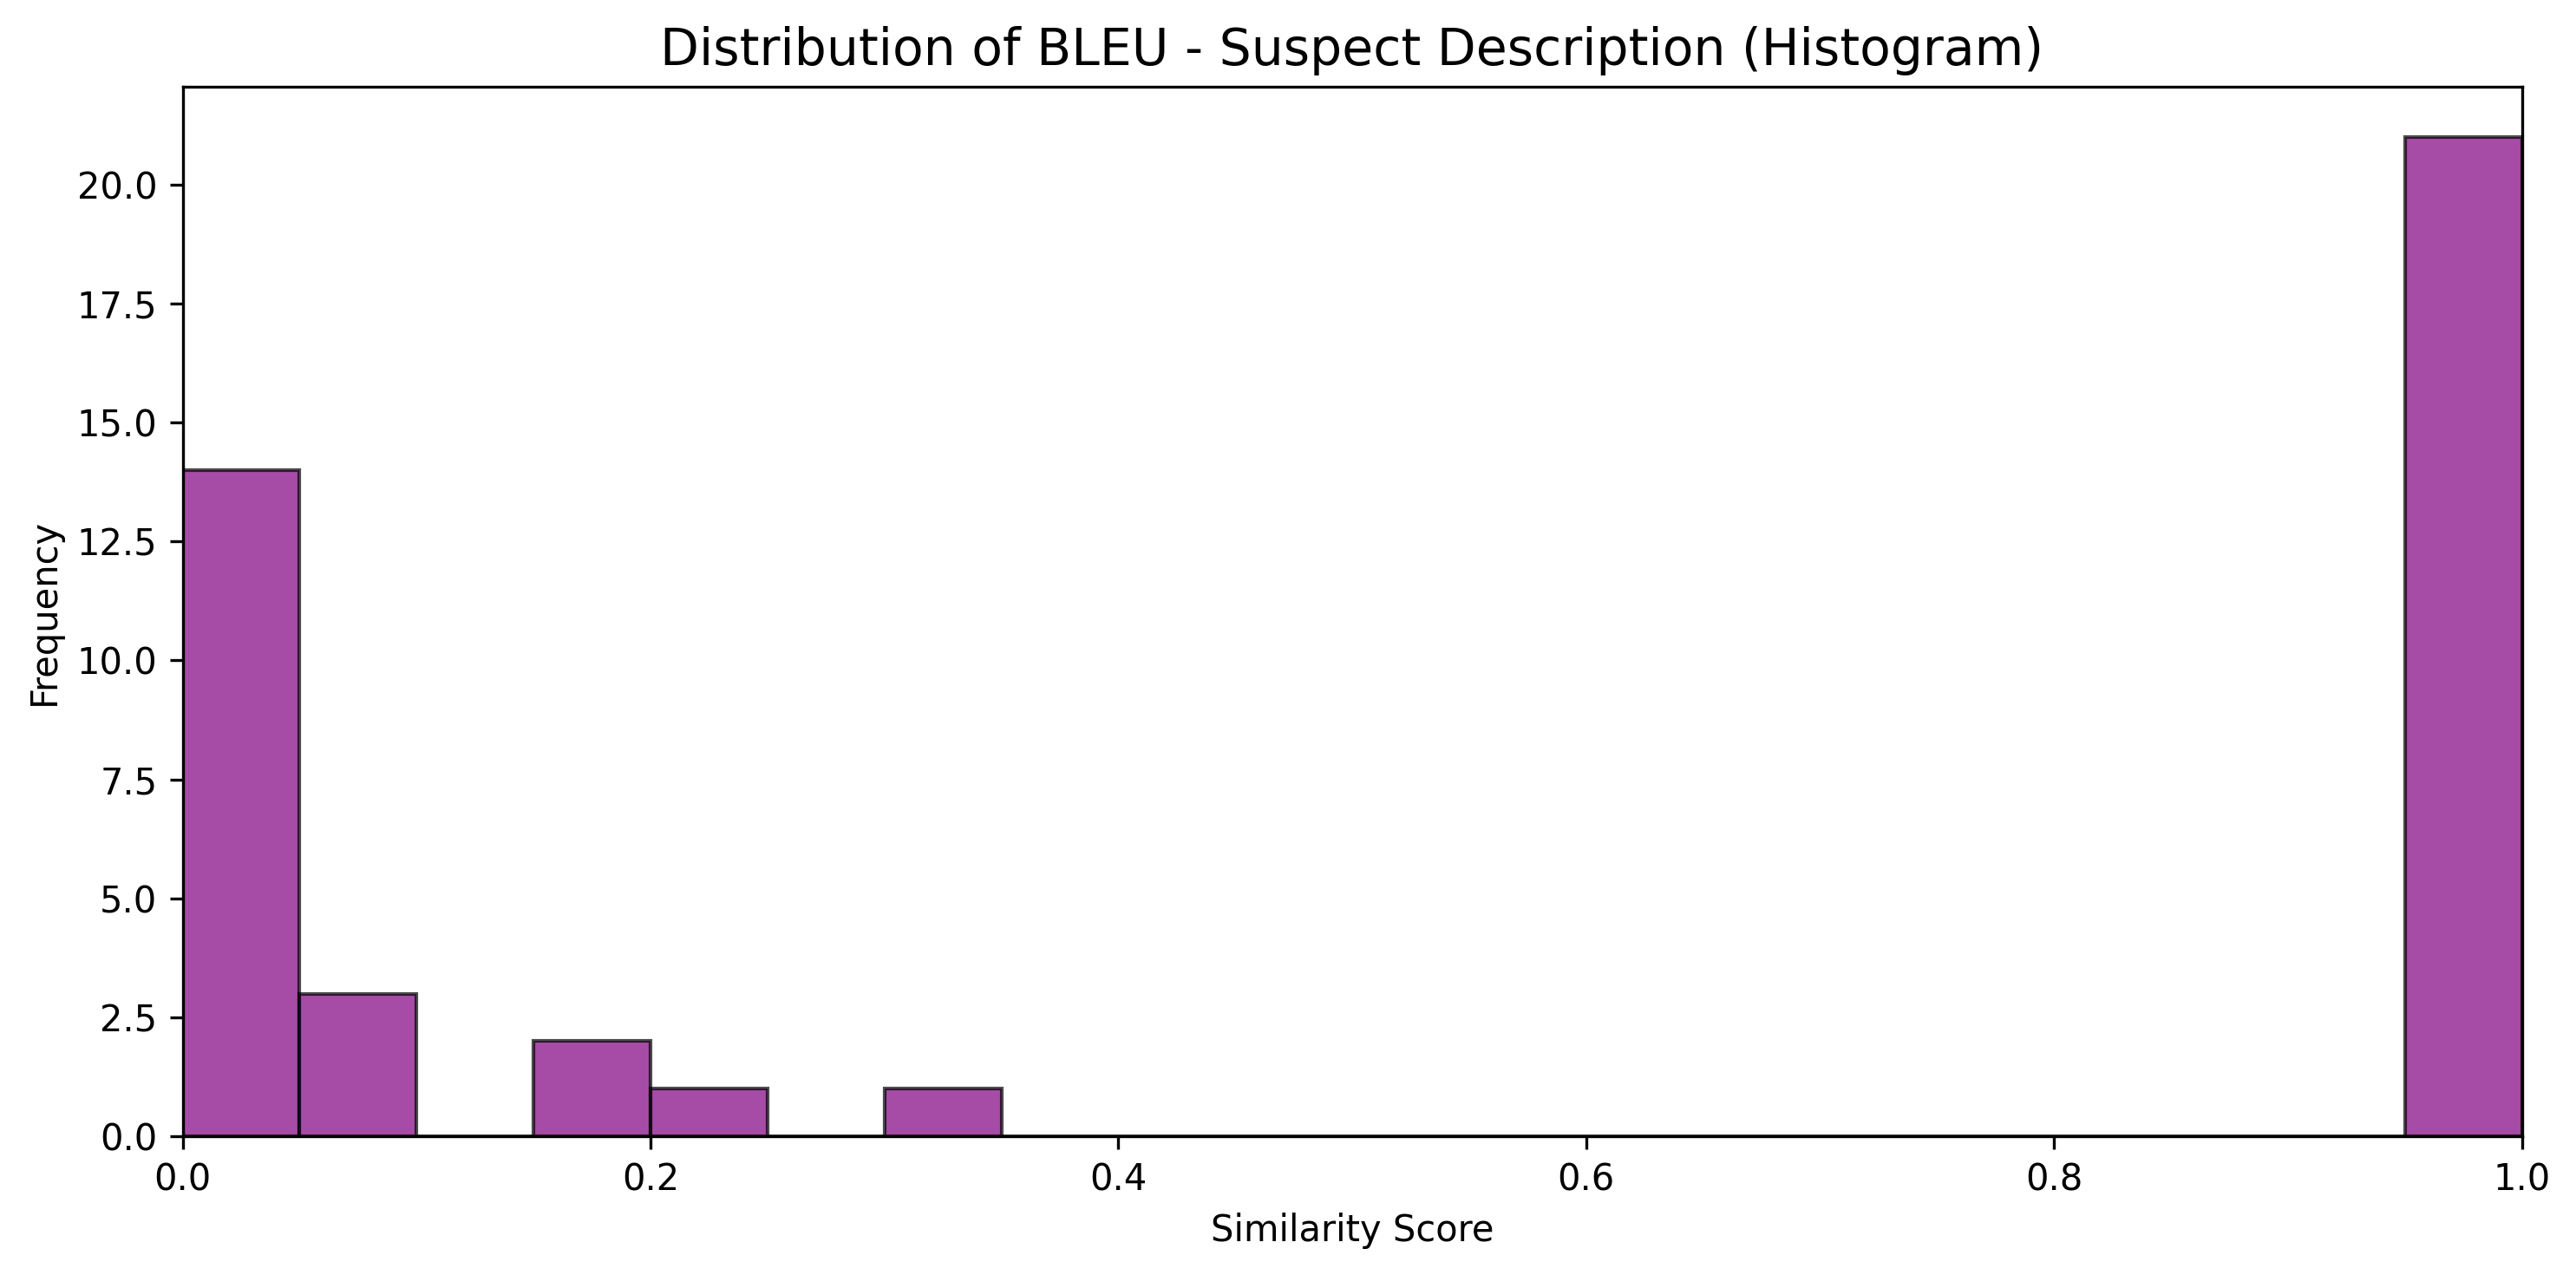 Distribution of BLEU - Suspect Description (Histogram)
Frequency
20.0
17.5
15.0
12.5
10.0
7.5
5.0
2.5
0.0
0.0 0.2 0.4 0.6 0.8 1.0
Similarity Score